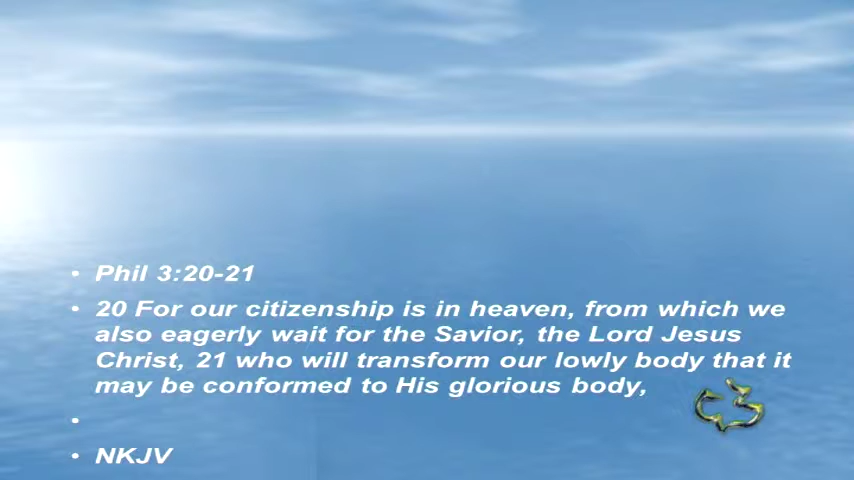 • Phil 3:20-21
• 20 For our citizenship is in heaven, from which we
also eagerly wait for the Savior, the Lord Jesus
Christ, 21 who will transform our lowly body that it
may be conformed to His glorious body,
•
• NKJV